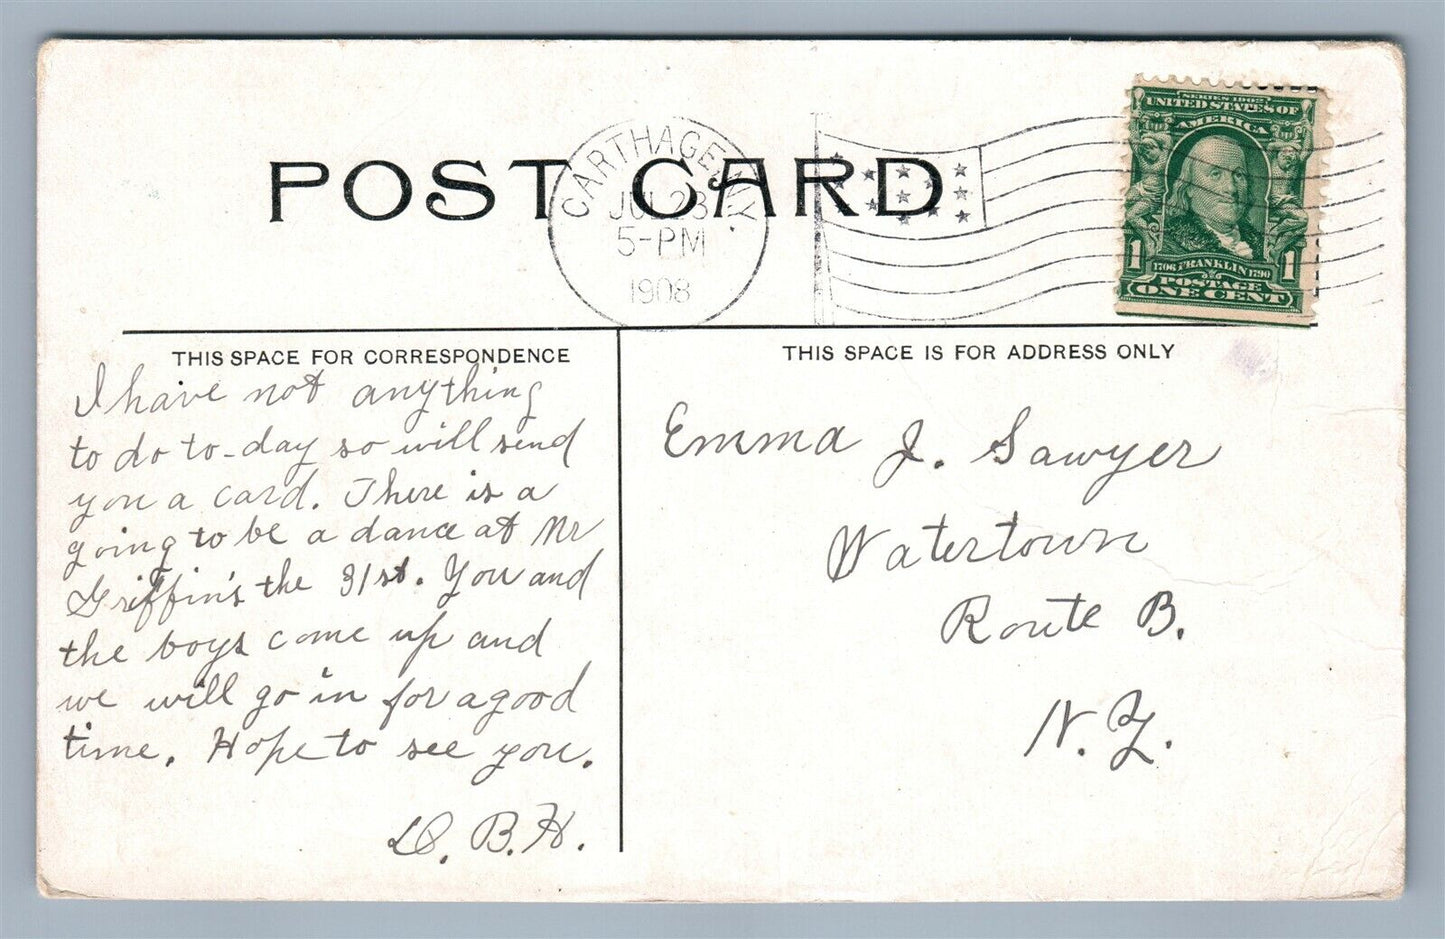 POST CARD
CARTHAGE, N.Y.
JUL 23
5-PM
1908
SERIES 1902
UNITED STATES OF
AMERICA
1 1
1706 FRANKLIN 1790
POSTAGE
ONE CENT
THIS SPACE FOR CORRESPONDENCE
I have not anything
to do to-day so will send
you a card. There is a
going to be a dance at Mr
Griffin's the 31st. You and
the boys come up and
we will go in for a good
time. Hope to see you.
B.H.
THIS SPACE IS FOR ADDRESS ONLY
Emma J. Sawyer
Watertown
Route B.
N.Y.